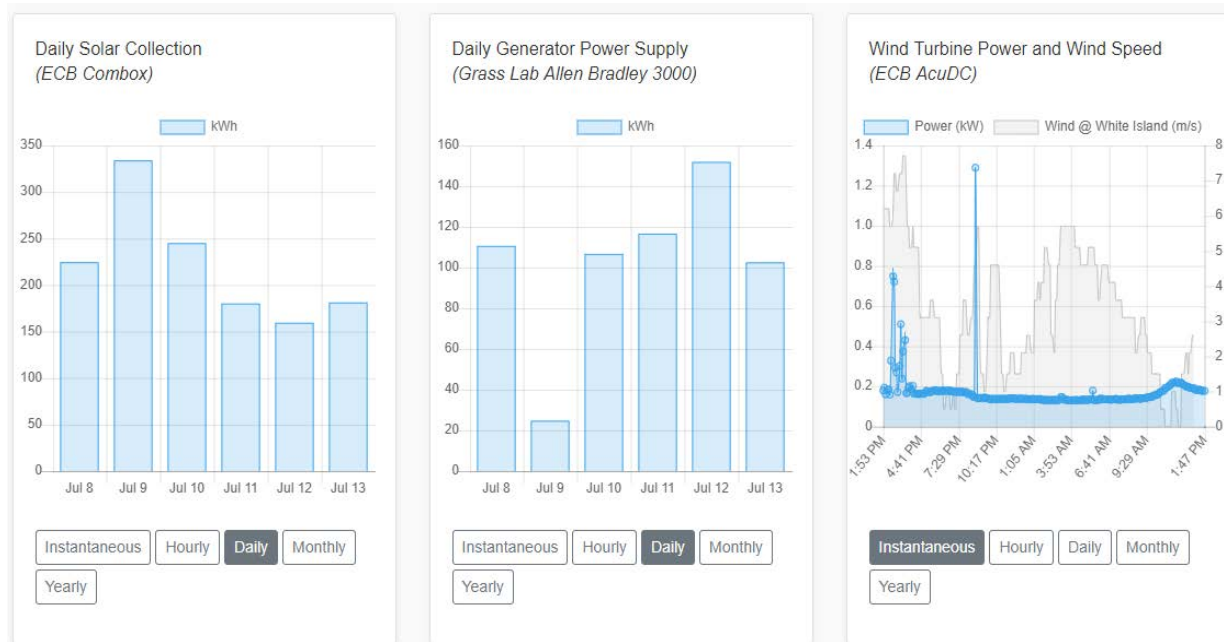 Daily Solar Collection
(ECB Combox)
kWh
350
300
250
200
150
100
50
0
Jul 8 Jul 9 Jul 10 Jul 11 Jul 12 Jul 13
Instantaneous Hourly Daily Monthly
Yearly
Daily Generator Power Supply
(Grass Lab Allen Bradley 3000)
kWh
160
140
120
100
80
60
40
20
0
Jul 8 Jul 9 Jul 10 Jul 11 Jul 12 Jul 13
Instantaneous Hourly Daily Monthly
Yearly
Wind Turbine Power and Wind Speed
(ECB AcuDC)
Power (kW) Wind @ White Island (m/s)
1.4 8
1.2 7
1.0 6
0.8 5
0.6 4
0.4 3
0.2 2
0 1
0
1:53 PM 4:41 PM 7:29 PM 10:17 PM 1:05 AM 3:53 AM 6:41 AM 9:29 AM 1:47 PM
Instantaneous Hourly Daily Monthly
Yearly